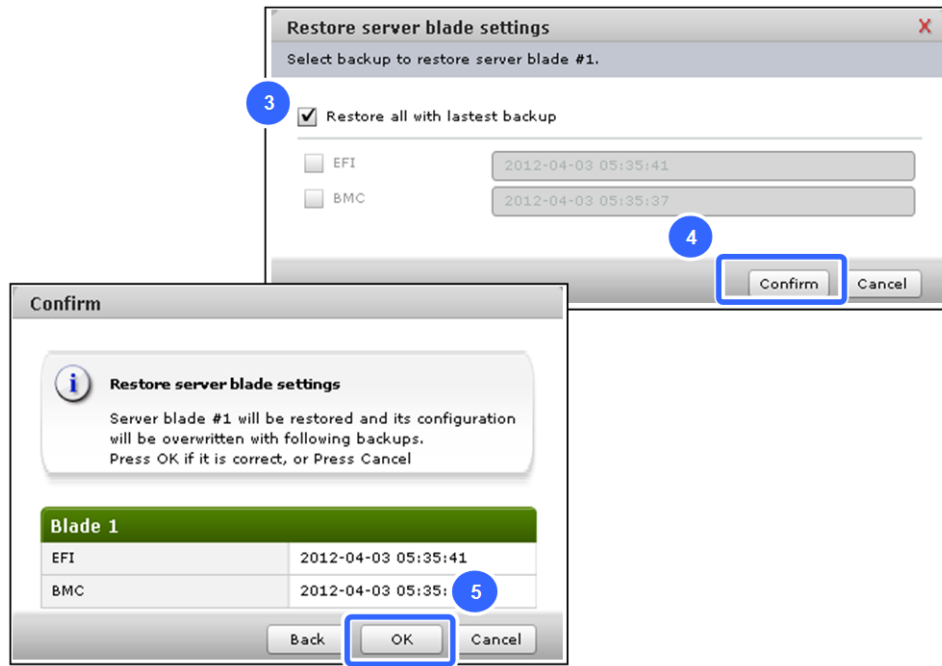 Restore server blade settings
X
Select backup to restore server blade #1.
3
Restore all with lastest backup
EFI 2012-04-03 05:35:41
BMC 2012-04-03 05:35:37
4
Confirm Cancel
Confirm
i
Restore server blade settings
Server blade #1 will be restored and its configuration
will be overwritten with following backups.
Press OK if it is correct, or Press Cancel
Blade 1
EFI 2012-04-03 05:35:41
BMC 2012-04-03 05:35:
5
Back OK Cancel